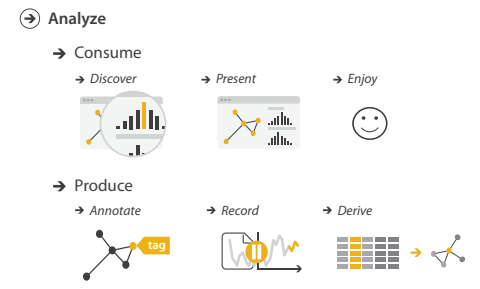 Analyze
Consume
Discover
Present
Enjoy
Produce
Annotate
Record
Derive
tag